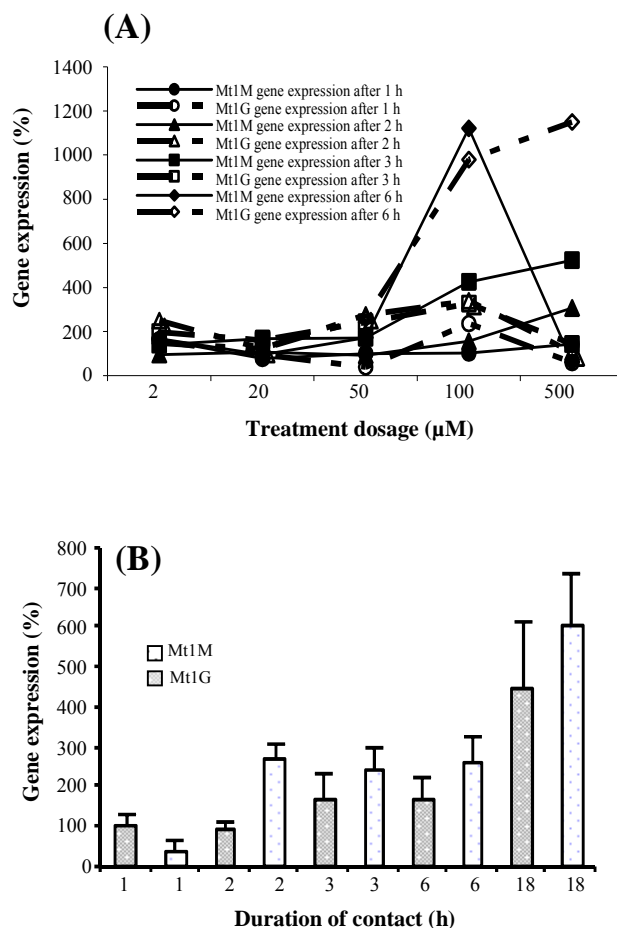 (A)
1400
1200
1000
800
600
400
200
0
Gene expression (%)
Mt1M gene expression after 1 h
Mt1G gene expression after 1 h
Mt1M gene expression after 2 h
Mt1G gene expression after 2 h
Mt1M gene expression after 3 h
Mt1G gene expression after 3 h
Mt1M gene expression after 6 h
Mt1G gene expression after 6 h
2 20 50 100 500
Treatment dosage (µM)
(B)
800
700
600
500
400
300
200
100
0
Gene expression (%)
Mt1M
Mt1G
1 1 2 2 3 3 6 6 18 18
Duration of contact (h)